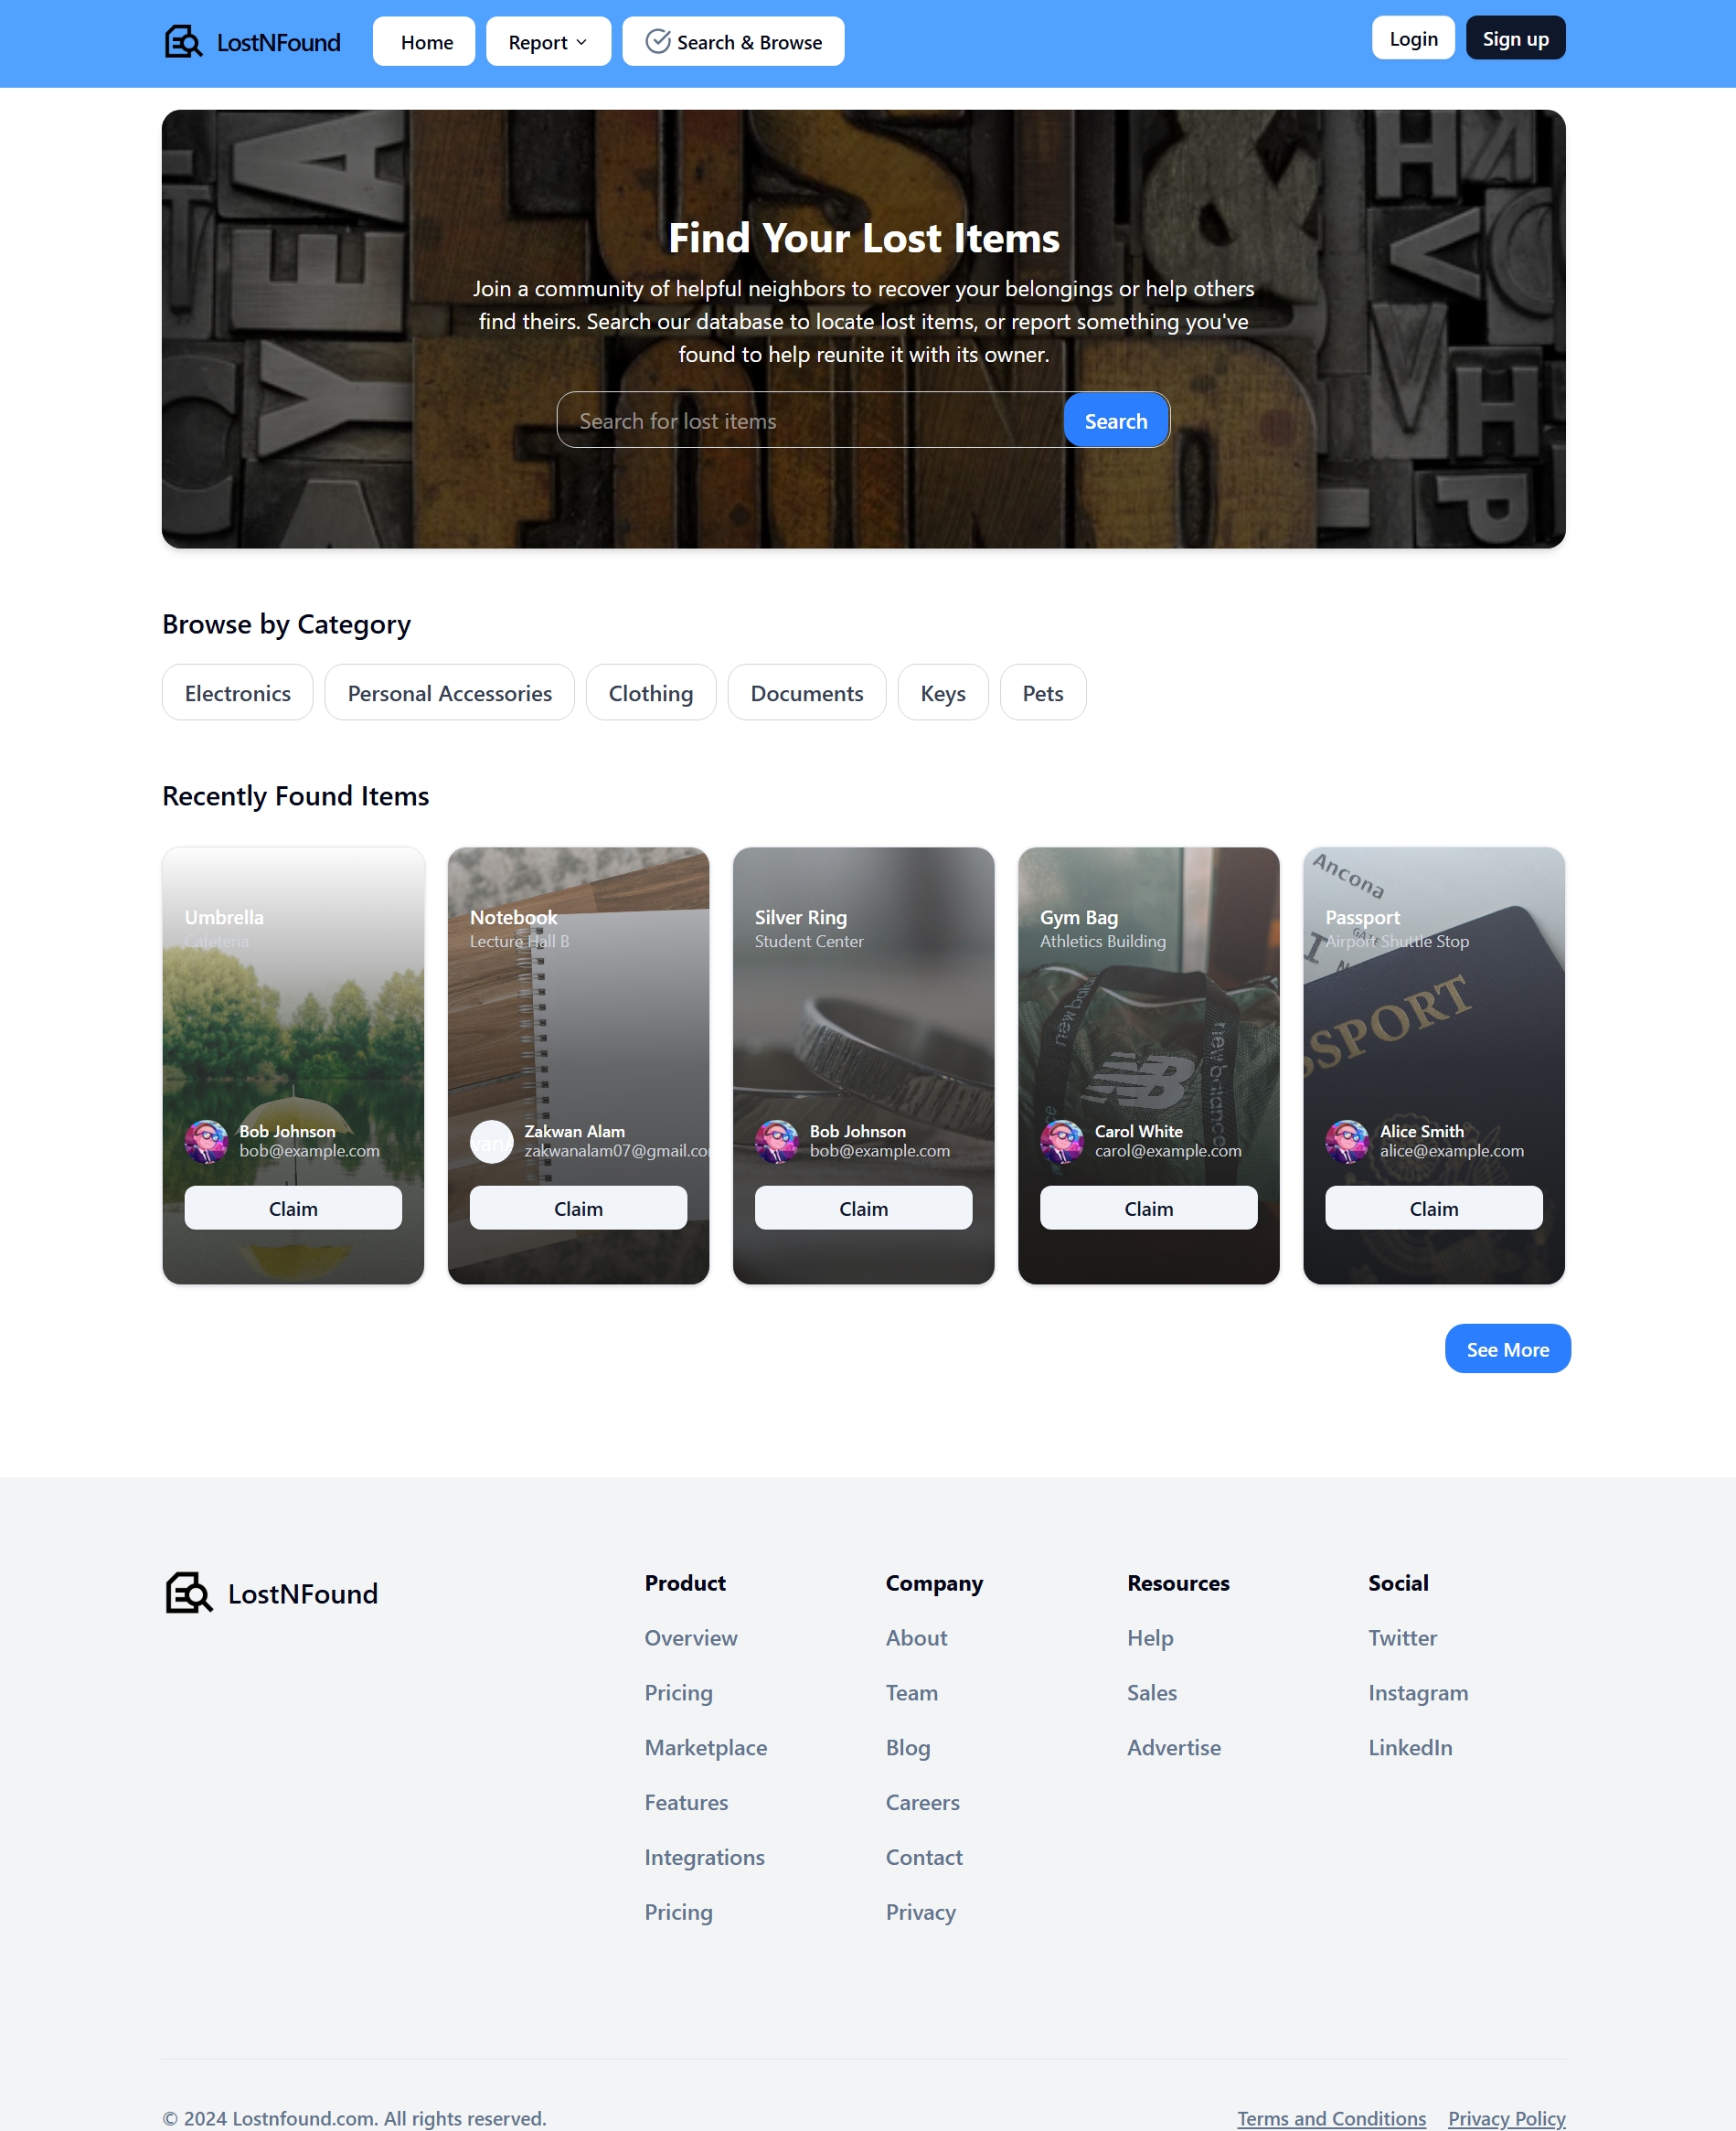 LostNFound
Home
Report
Search & Browse
Login
Sign up
Find Your Lost Items
Join a community of helpful neighbors to recover your belongings or help others
find theirs. Search our database to locate lost items, or report something you've
found to help reunite it with its owner.
Search for lost items
Search
Browse by Category
Electronics
Personal Accessories
Clothing
Documents
Keys
Pets
Recently Found Items
Umbrella
Cafeteria
Bob Johnson
bob@example.com
Claim
Notebook
Lecture Hall B
Zakwan Alam
zakwanalam07@gmail.co
Claim
Silver Ring
Student Center
Bob Johnson
bob@example.com
Claim
Gym Bag
Athletics Building
new balance
NB
Carol White
carol@example.com
Claim
Ancona
Passport
Airport Shuttle Stop
SSPORT
Alice Smith
alice@example.com
Claim
See More
LostNFound
Product
Overview
Pricing
Marketplace
Features
Integrations
Pricing
Company
About
Team
Blog
Careers
Contact
Privacy
Resources
Help
Sales
Advertise
Social
Twitter
Instagram
LinkedIn
© 2024 Lostnfound.com. All rights reserved.
Terms and Conditions
Privacy Policy